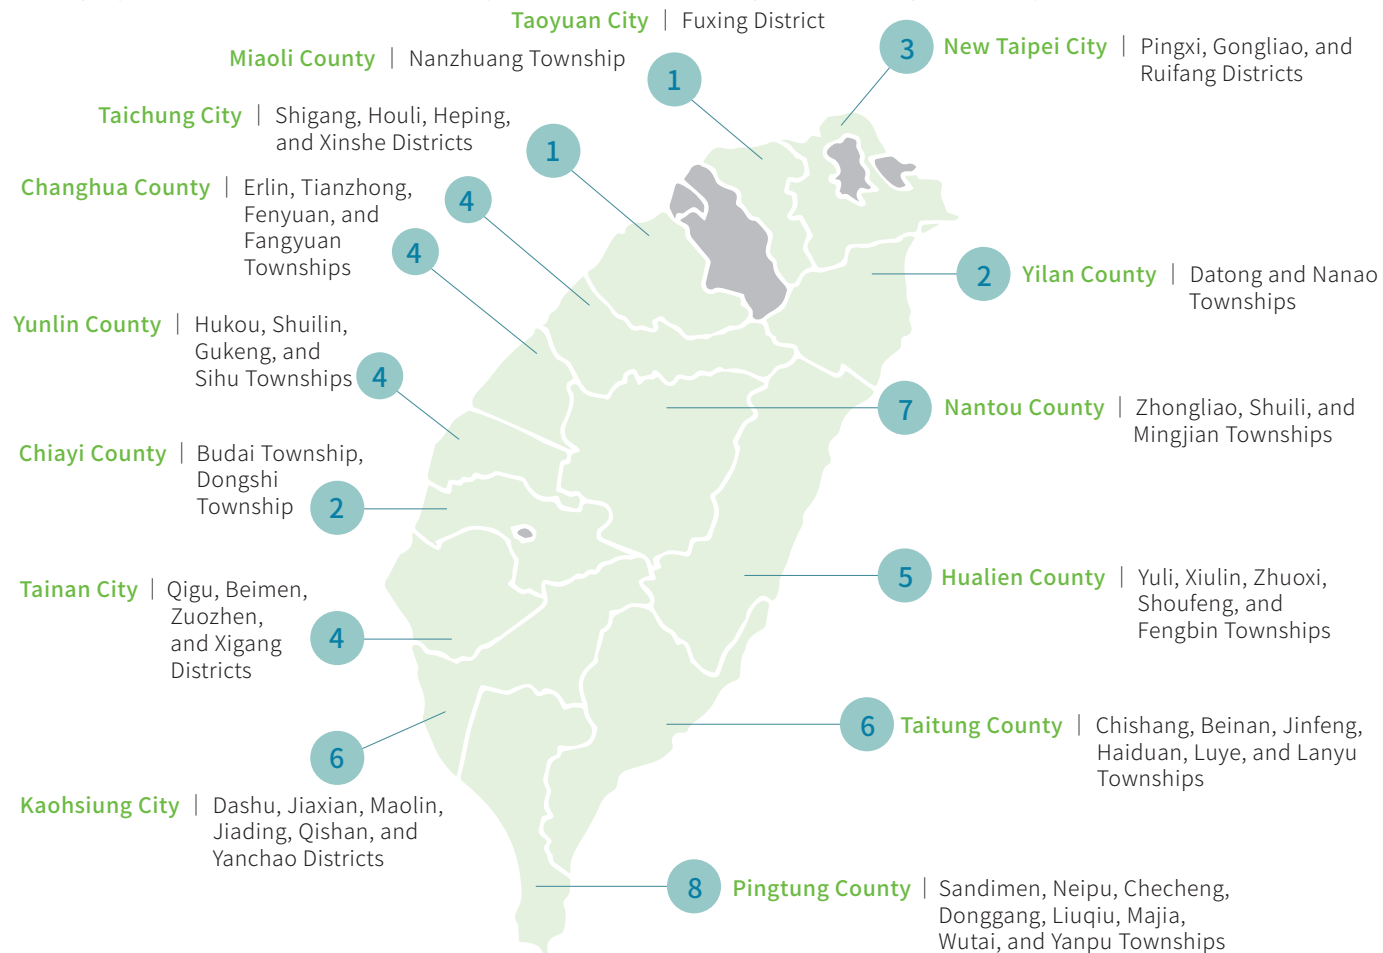 Taoyuan City | Fuxing District
3
New Taipei City | Pingxi, Gongliao, and
Ruifang Districts
Miaoli County | Nanzhuang Township
1
Taichung City | Shigang, Houli, Heping,
and Xinshe Districts
1
Changhua County | Erlin, Tianzhong,
Fenyuan, and
Fangyuan
Townships
4
4
2
Yilan County | Datong and Nanao
Townships
Yunlin County | Hukou, Shuilin,
Gukeng, and
Sihu Townships
4
7
Nantou County | Zhongliao, Shuili, and
Mingjian Townships
Chiayi County | Budai Township,
Dongshi
Township
2
5
Hualien County | Yuli, Xiulin, Zhuoxi,
Shoufeng, and
Fengbin Townships
Tainan City | Qigu, Beimen,
Zuozhen,
and Xigang
Districts
4
6
Taitung County | Chishang, Beinan, Jinfeng,
Haiduan, Luye, and Lanyu
Townships
6
Kaohsiung City | Dashu, Jiaxian, Maolin,
Jiading, Qishan, and
Yanchao Districts
8
Pingtung County | Sandimen, Neipu, Checheng,
Donggang, Liuqiu, Majia,
Wutai, and Yanpu Townships